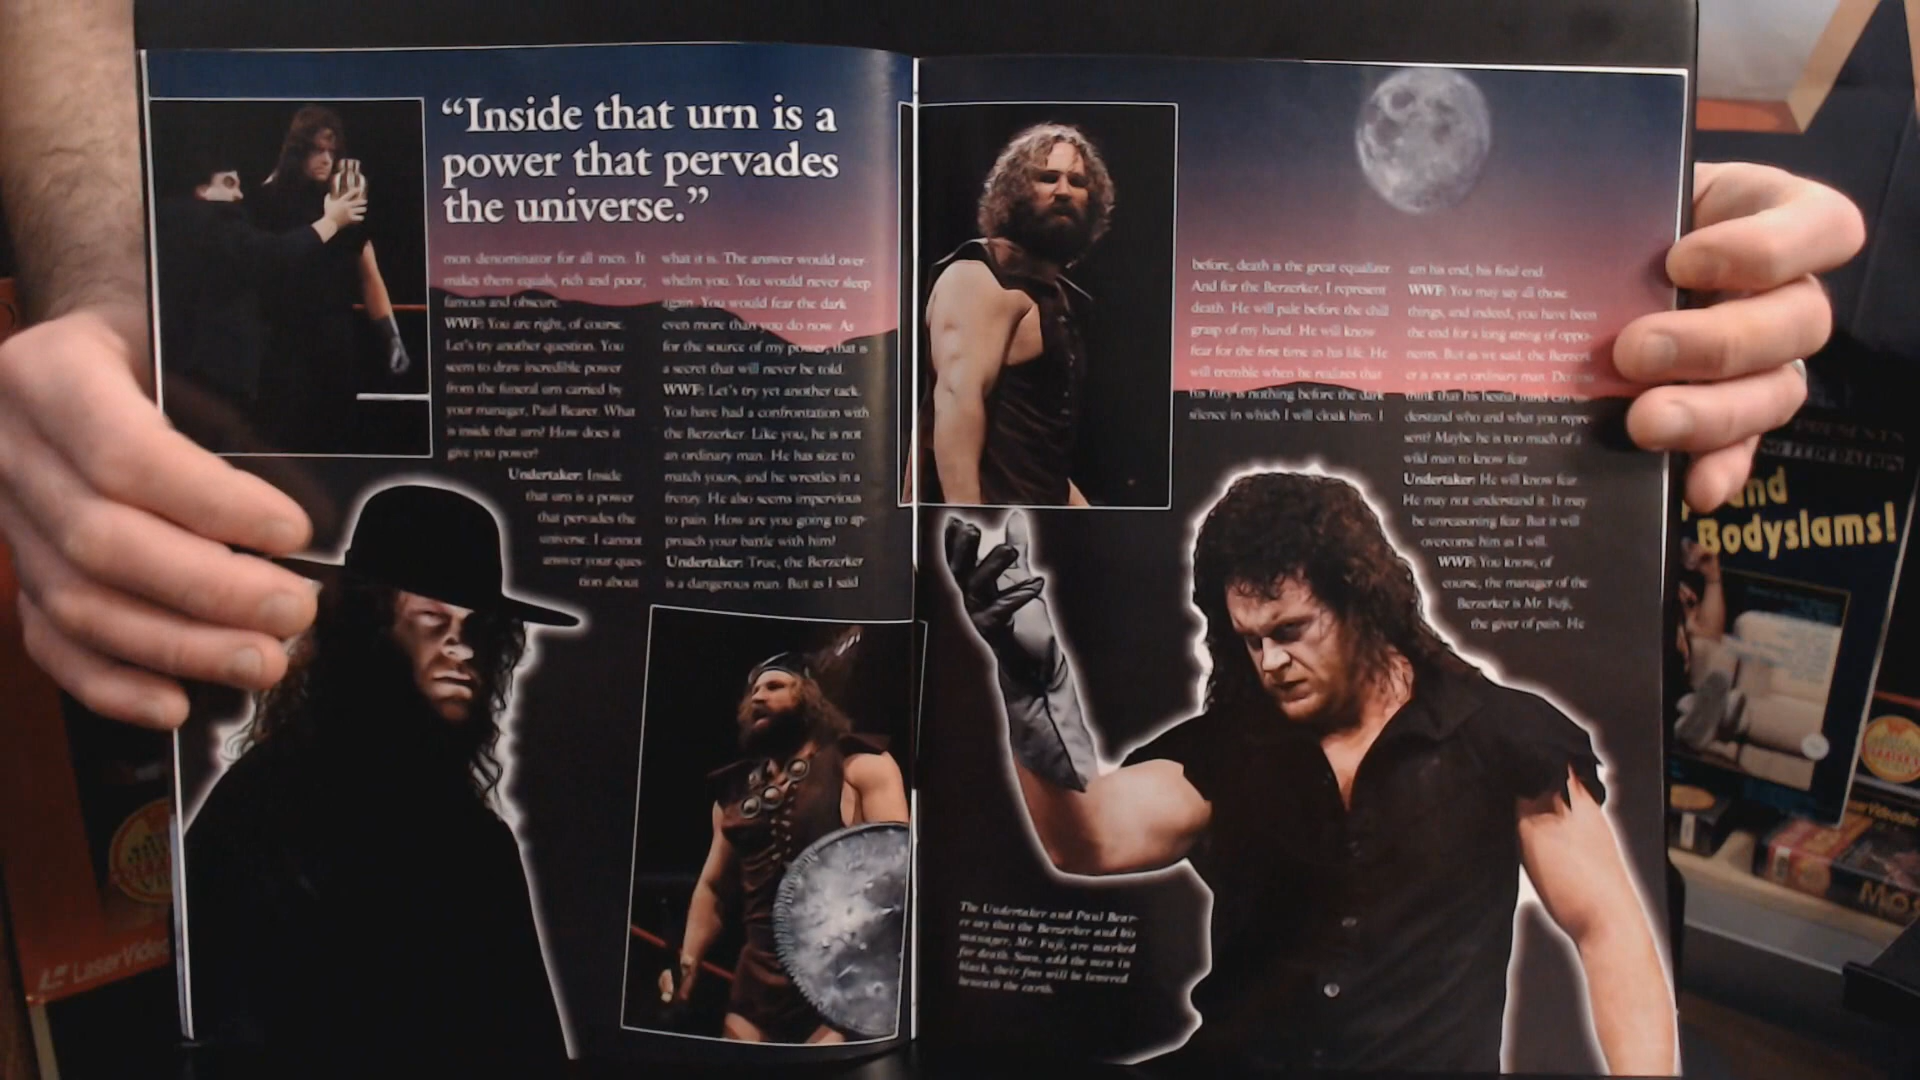 “Inside that urn is a
power that pervades
the universe.”
mon denominator for all men. It
makes them equals, rich and poor,
famous and obscure.
WWF: You are right, of course.
Let's try another question. You
seem to draw incredible power
from the funeral urn carried by
your manager, Paul Bearer. What
is inside that urn? How does it
give you power?
Undertaker: Inside
that urn is a power
that pervades the
universe. I cannot
answer your ques-
tion about
what it is. The answer would over-
whelm you. You would never sleep
again. You would fear the dark
even more than you do now. As
for the source of my power, that is
a secret that will never be told.
WWF: Let's try yet another tack.
You have had a confrontation with
the Berzerker. Like you, he is not
an ordinary man. He has size to
match yours, and he wrestles in a
frenzy. He also seems impervious
to pain. How are you going to ap-
proach your battle with him?
Undertaker: True, the Berzerker
is a dangerous man. But as I said
before, death is the great equalizer.
And for the Berzerker, I represent
death. He will pale before the chill
grasp of my hand. He will know
fear for the first time in his life. He
will tremble when he realizes that
his fury is nothing before the dark
silence in which I will cloak him. I
am his end, his final end.
WWF: You may say all those
things, and indeed, you have been
the end for a long string of oppo-
nents. But as we said, the Berzerk-
er is not an ordinary man. Do you
think that his bestial mind can un-
derstand who and what you repre-
sent? Maybe he is too much of a
wild man to know fear.
Undertaker: He will know fear.
He may not understand it. It may
be unreasoning fear. But it will
overcome him as I will.
WWF: You know, of
course, the manager of the
Berzerker is Mr. Fuji,
the giver of pain. He
The Undertaker and Paul Bear-
er say that the Berzerker and his
manager, Mr. Fuji, are marked
for death. Soon, add the men in
black, their foes will be lowered
beneath the earth.
PRESENTS
and
Bodyslams!
LaserVideo
LaserVideoDisc
MOS